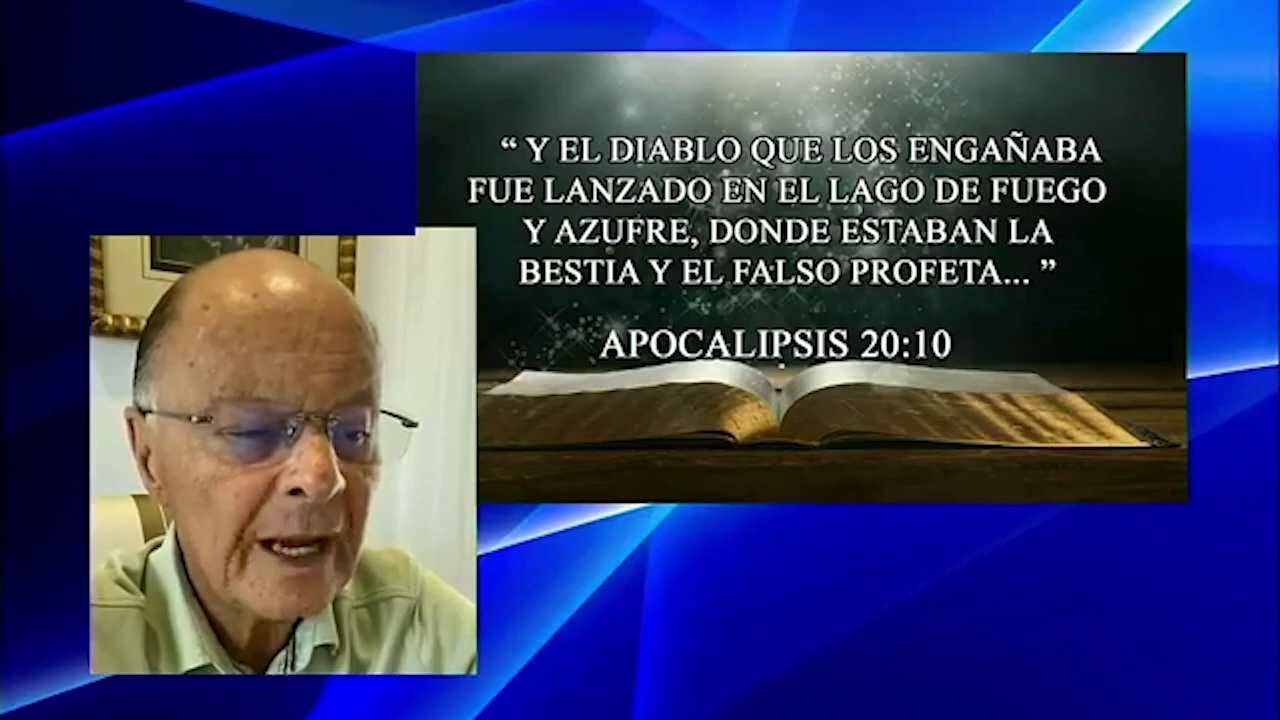 “ Y EL DIABLO QUE LOS ENGAÑABA
FUE LANZADO EN EL LAGO DE FUEGO
Y AZUFRE, DONDE ESTABAN LA
BESTIA Y EL FALSO PROFETA... ”
APOCALIPSIS 20:10